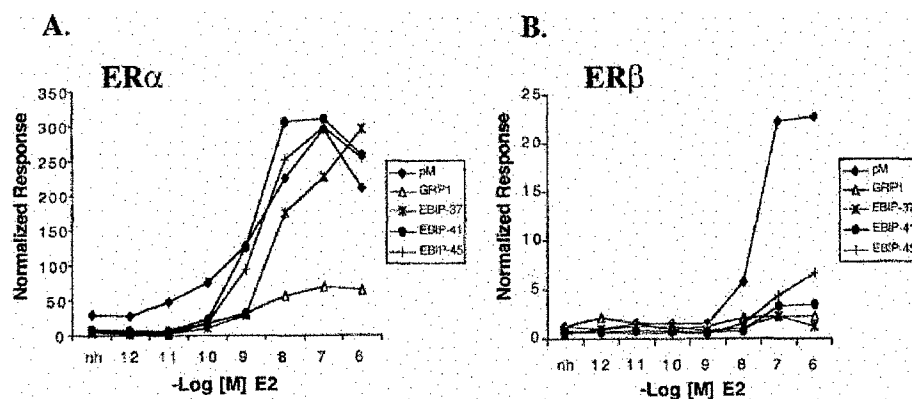 A.
ERα
350
300
250
200
150
100
50
0
Normalized Response
nh 12 11 10 9 8 7 6
-Log [M] E2
pM
GRIP1
EBIP-37
EBIP-41
EBIP-45
B.
ERβ
25
20
15
10
5
0
Normalized Response
nh 12 11 10 9 8 7 6
-Log [M] E2
pM
GRIP1
EBIP-37
EBIP-41
EBIP-45